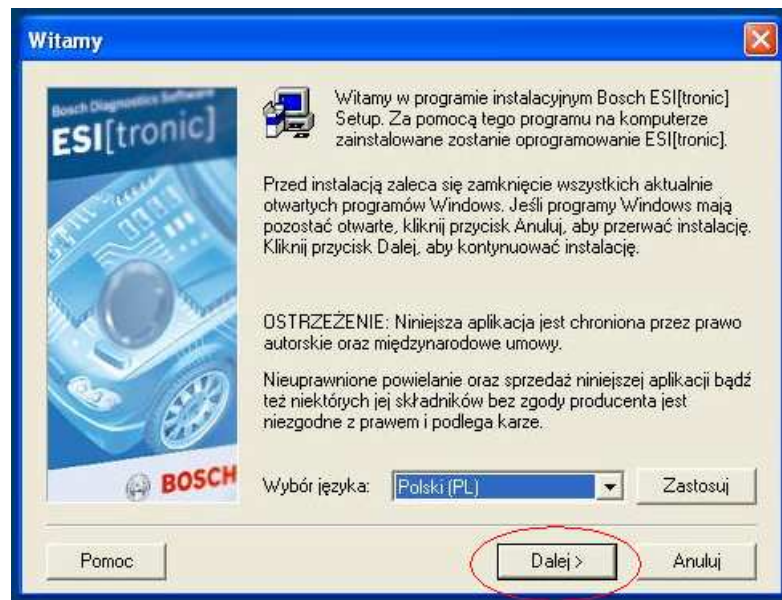 Witamy
Bosch Diagnostics Software
ESI[tronic]
Witamy w programie instalacyjnym Bosch ESI[tronic]
Setup. Za pomocą tego programu na komputerze
zainstalowane zostanie oprogramowanie ESI[tronic].
Przed instalacją zaleca się zamknięcie wszystkich aktualnie
otwartych programów Windows. Jeśli programy Windows mają
pozostać otwarte, kliknij przycisk Anuluj, aby przerwać instalację.
Kliknij przycisk Dalej, aby kontynuować instalację.
OSTRZEŻENIE: Niniejsza aplikacja jest chroniona przez prawo
autorskie oraz międzynarodowe umowy.
Nieuprawnione powielanie oraz sprzedaż niniejszej aplikacji bądź
też niektórych jej składników bez zgody producenta jest
niezgodne z prawem i podlega karze.
BOSCH
Wybór języka: Polski (PL) Zastosuj
Pomoc Dalej > Anuluj